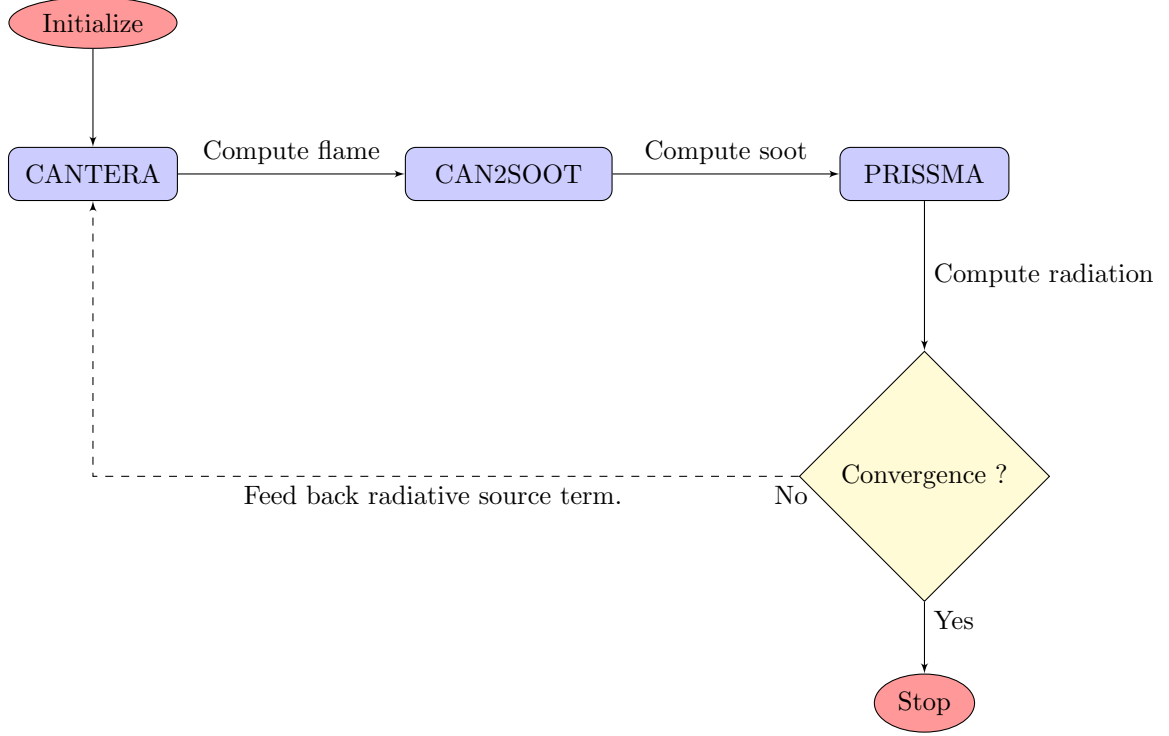 Initialize
CANTERA
Compute flame
CAN2SOOT
Compute soot
PRISSMA
Compute radiation
Convergence ?
No
Feed back radiative source term.
Yes
Stop